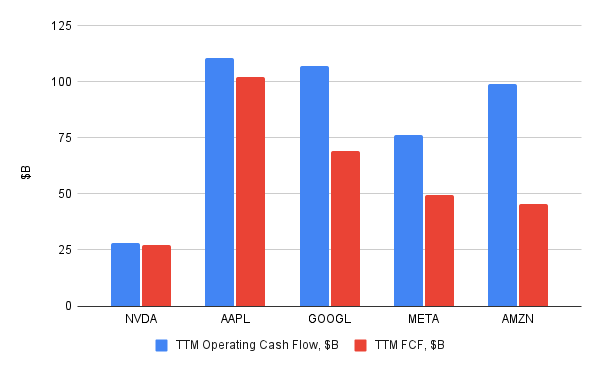 125
100
75
50
25
0
$B
NVDA AAPL GOOGL META AMZN
TTM Operating Cash Flow, $B TTM FCF, $B